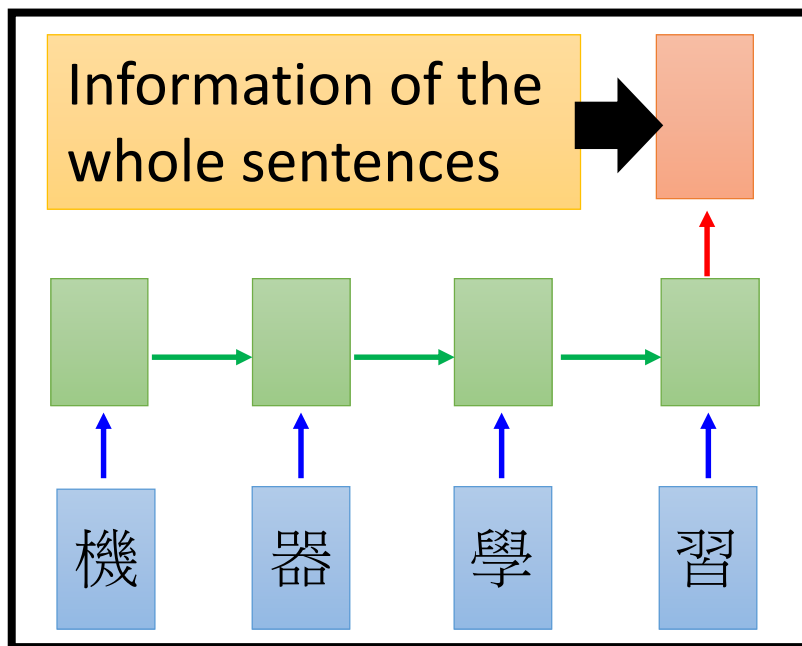 Information of the
whole sentences
機 器 學 習